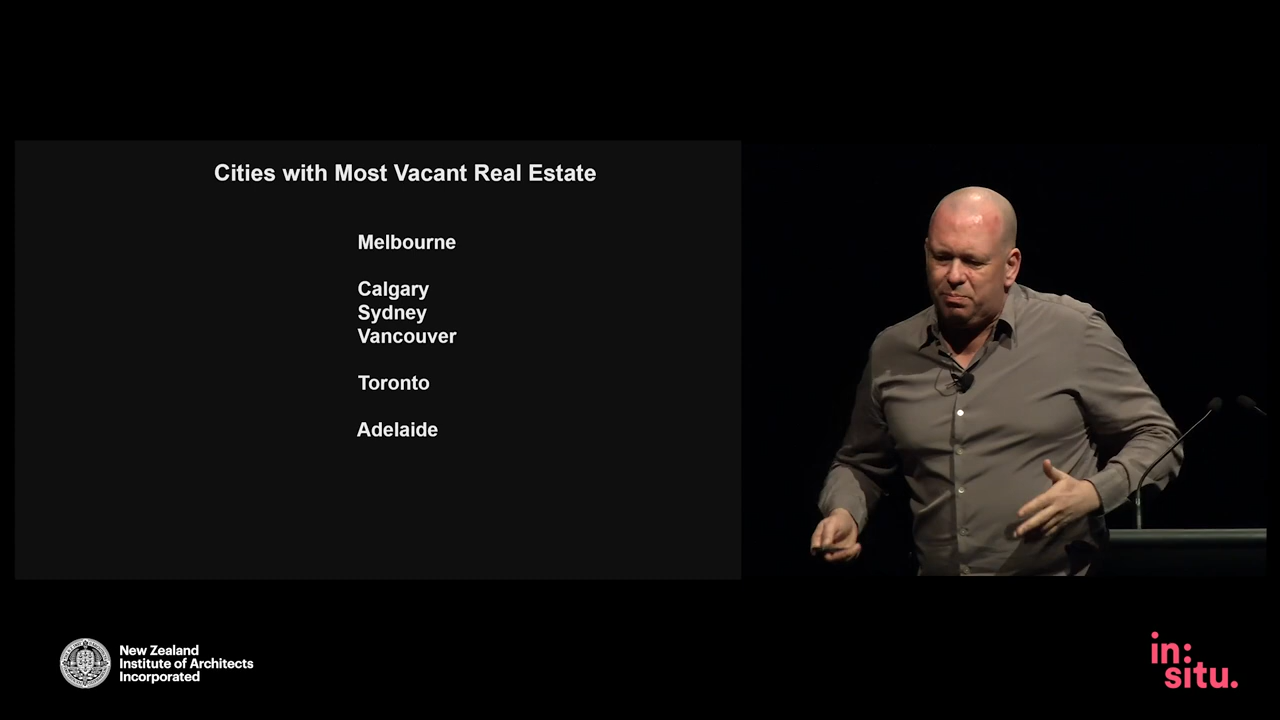 Cities with Most Vacant Real Estate
Melbourne
Calgary
Sydney
Vancouver
Toronto
Adelaide
New Zealand
Institute of Architects
Incorporated
in:
situ.